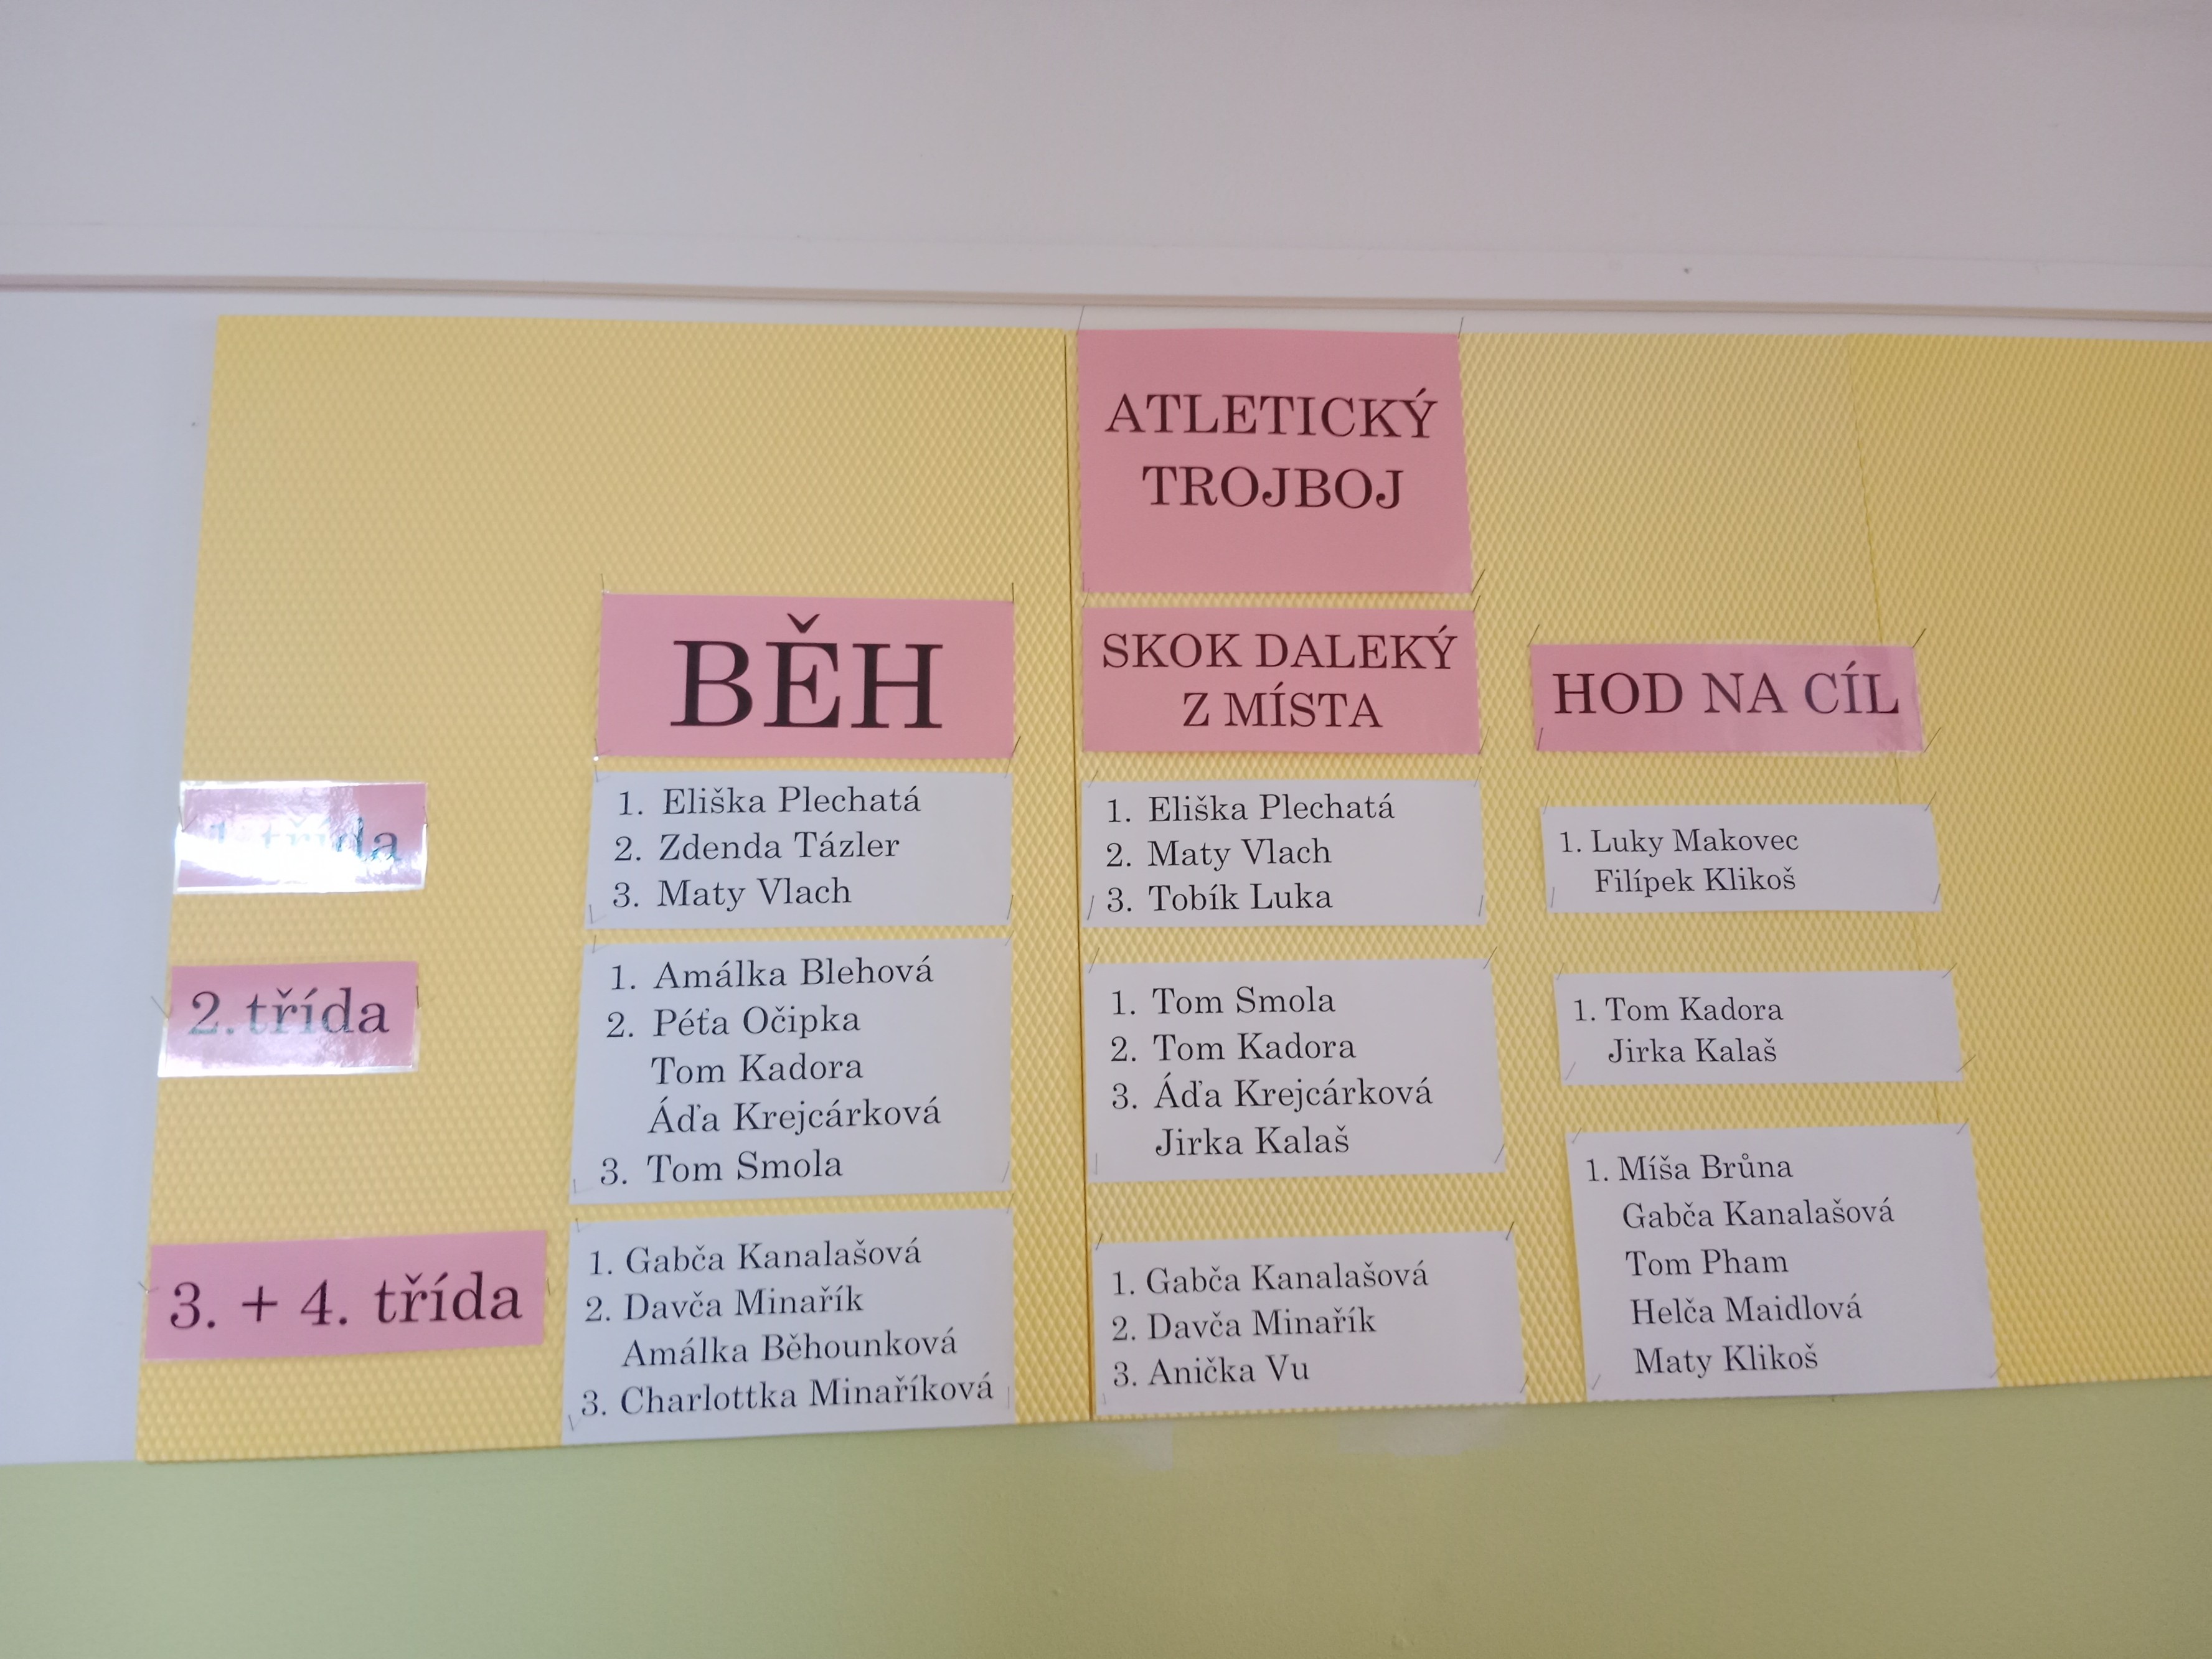 ATLETICKÝ
TROJBOJ
BĚH
SKOK DALEKÝ
Z MÍSTA
HOD NA CÍL
1. třída
1. Eliška Plechatá
2. Zdenda Tázler
3. Maty Vlach
1. Eliška Plechatá
2. Maty Vlach
3. Tobík Luka
1. Luky Makovec
Filípek Klikoš
2. třída
1. Amálka Blehová
2. Péťa Očipka
Tom Kadora
Áďa Krejcárková
3. Tom Smola
1. Tom Smola
2. Tom Kadora
3. Áďa Krejcárková
Jirka Kalaš
1. Tom Kadora
Jirka Kalaš
3. + 4. třída
1. Gabča Kanalašová
2. Davča Minařík
Amálka Běhounková
3. Charlottka Minaříková
1. Gabča Kanalašová
2. Davča Minařík
3. Anička Vu
1. Míša Brůna
Gabča Kanalašová
Tom Pham
Helča Maidlová
Maty Klikoš